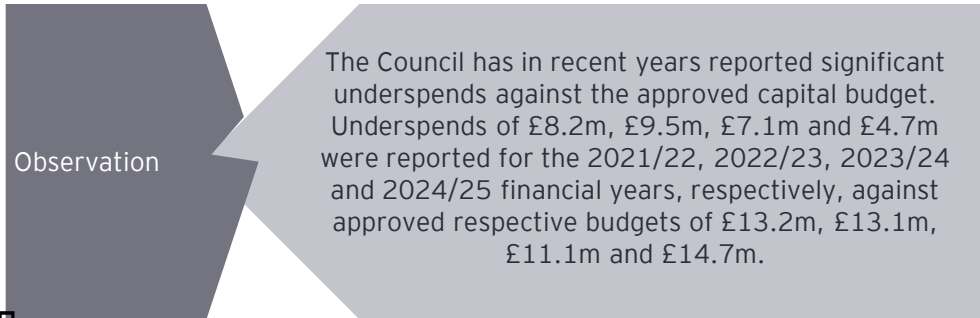 Observation
The Council has in recent years reported significant
underspends against the approved capital budget.
Underspends of £8.2m, £9.5m, £7.1m and £4.7m
were reported for the 2021/22, 2022/23, 2023/24
and 2024/25 financial years, respectively, against
approved respective budgets of £13.2m, £13.1m,
£11.1m and £14.7m.